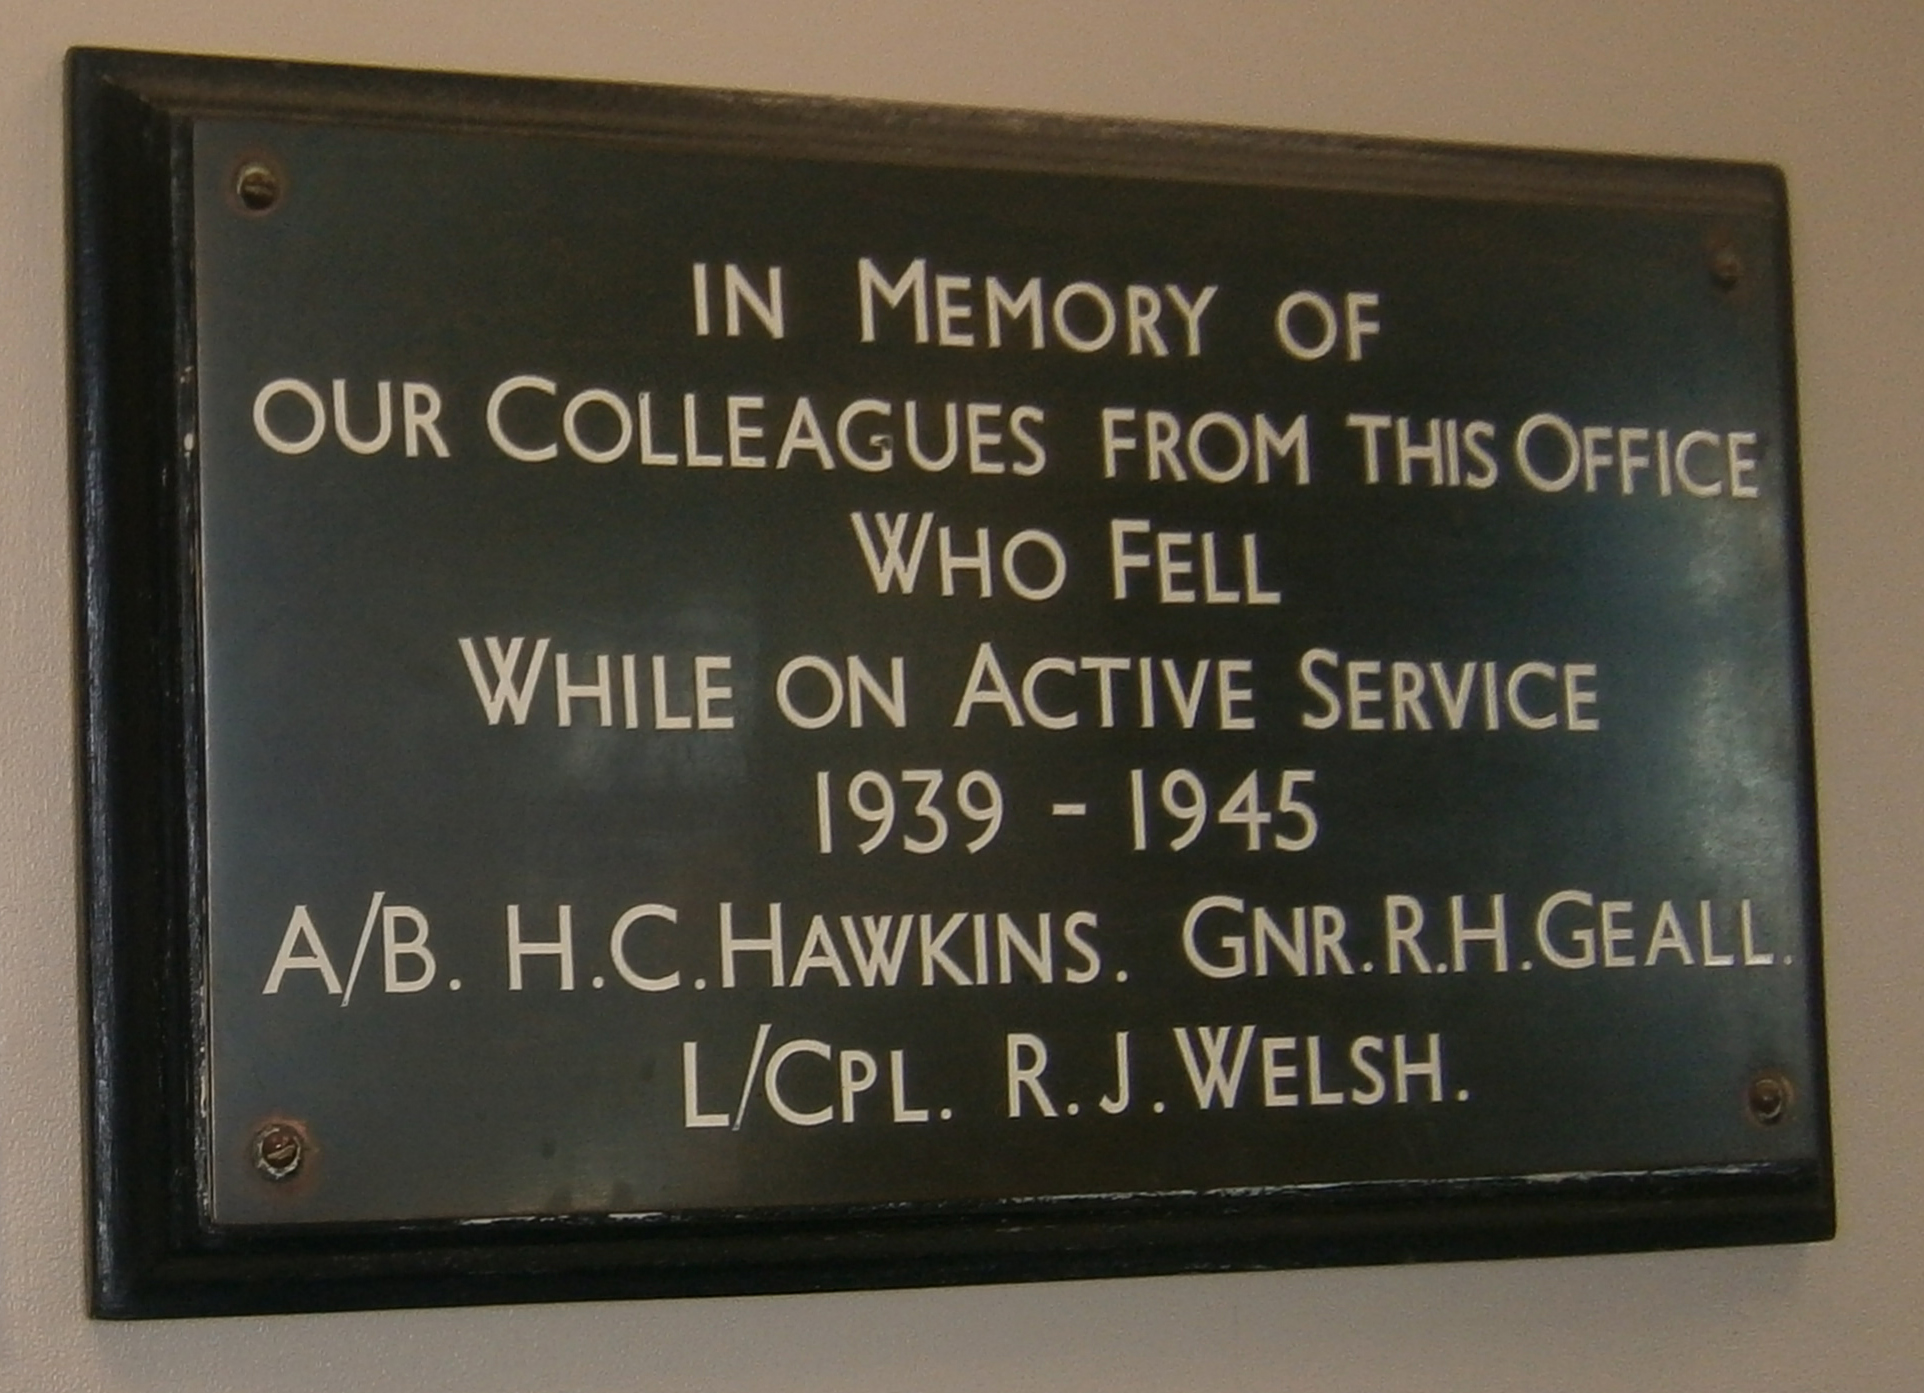 IN MEMORY OF
OUR COLLEAGUES FROM THIS OFFICE
WHO FELL
WHILE ON ACTIVE SERVICE
1939 - 1945
A/B. H.C. HAWKINS. GNR. R.H. GEALL.
L/CPL. R.J. WELSH.